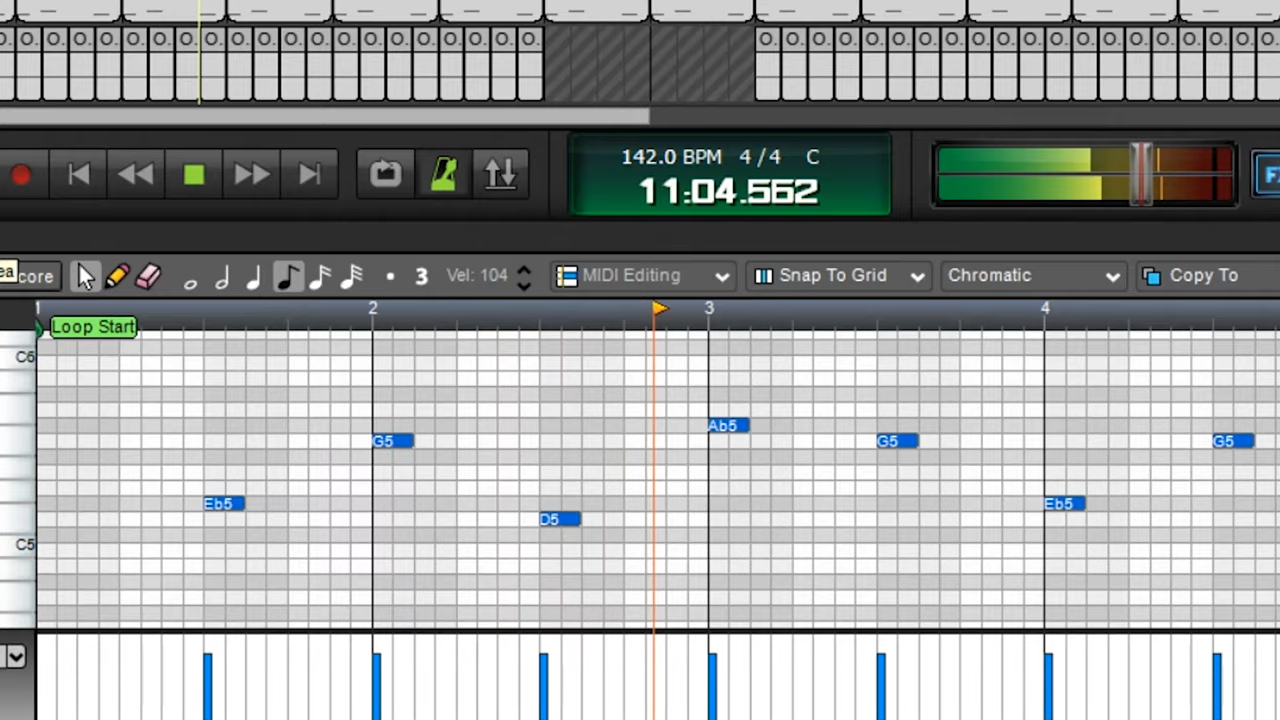 O. O. O. O. O. O. O. O. O. O. O. O. O. O. O. O. O. O. O. O. O. O. O. O. O. O. O. O. O. O. O. O. O. O. O. O. O. O. O.
142.0 BPM 4/4 C
11:04.562
ea
core 3 Vel: 104 MIDI Editing Snap To Grid Chromatic Copy To
1 2 3 4
Loop Start
C6
Ab5
G5 G5 G5
Eb5 Eb5
D5
C5